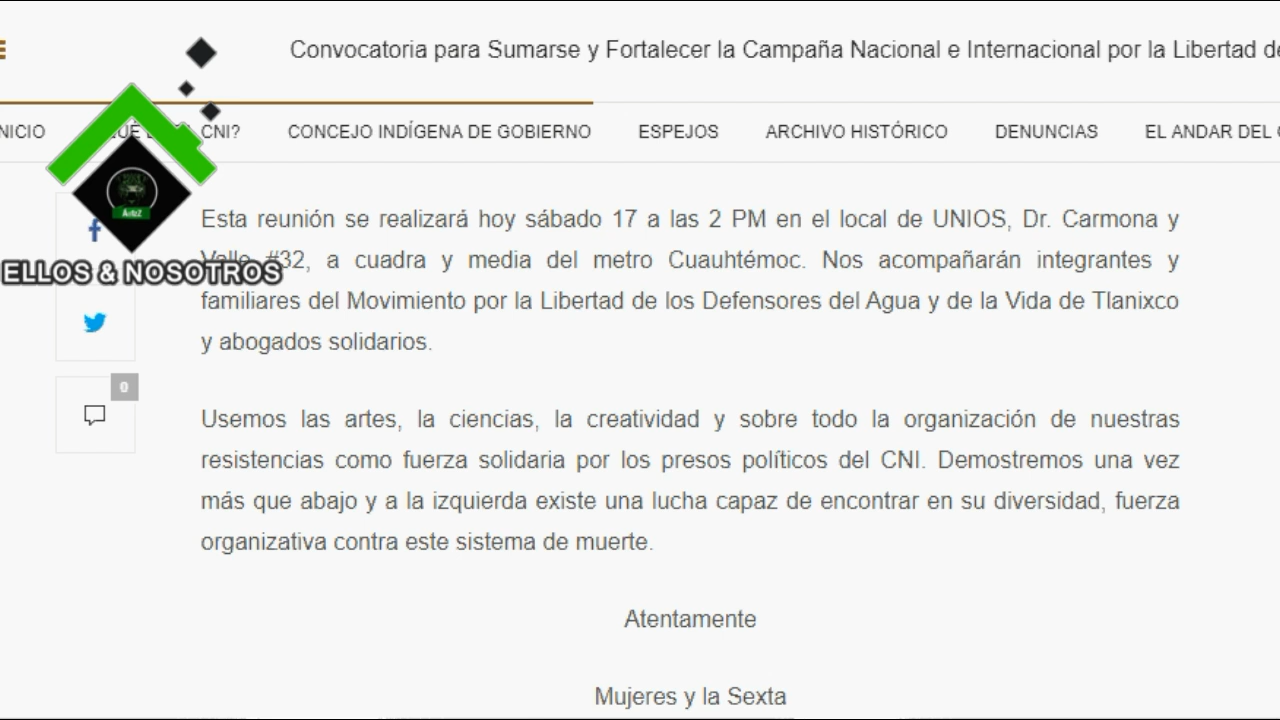 Convocatoria para Sumarse y Fortalecer la Campaña Nacional e Internacional por la Libertad de
NICIO CNI? CONCEJO INDÍGENA DE GOBIERNO ESPEJOS ARCHIVO HISTÓRICO DENUNCIAS EL ANDAR DEL
AztoZ
ELLOS & NOSOTROS
Esta reunión se realizará hoy sábado 17 a las 2 PM en el local de UNIOS, Dr. Carmona y
Valle #32, a cuadra y media del metro Cuauhtémoc. Nos acompañarán integrantes y
familiares del Movimiento por la Libertad de los Defensores del Agua y de la Vida de Tlanixco
y abogados solidarios.
0
Usemos las artes, la ciencias, la creatividad y sobre todo la organización de nuestras
resistencias como fuerza solidaria por los presos políticos del CNI. Demostremos una vez
más que abajo y a la izquierda existe una lucha capaz de encontrar en su diversidad, fuerza
organizativa contra este sistema de muerte.
Atentamente
Mujeres y la Sexta